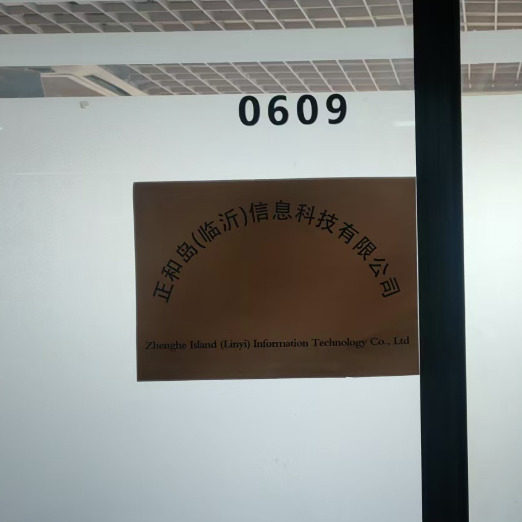 0609
正和岛(临沂)信息科技有限公司
Zhenghe Island (Linyi) Information Technology Co., Ltd